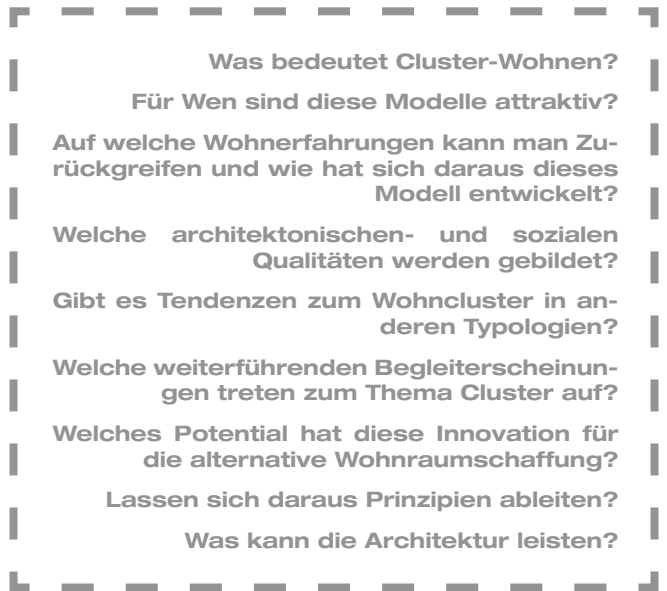 Was bedeutet Cluster-Wohnen?
Für Wen sind diese Modelle attraktiv?
Auf welche Wohnerfahrungen kann man Zu-
rückgreifen und wie hat sich daraus dieses
Modell entwickelt?
Welche architektonischen- und sozialen
Qualitäten werden gebildet?
Gibt es Tendenzen zum Wohncluster in an-
deren Typologien?
Welche weiterführenden Begleiterscheinun-
gen treten zum Thema Cluster auf?
Welches Potential hat diese Innovation für
die alternative Wohnraumschaffung?
Lassen sich daraus Prinzipien ableiten?
Was kann die Architektur leisten?